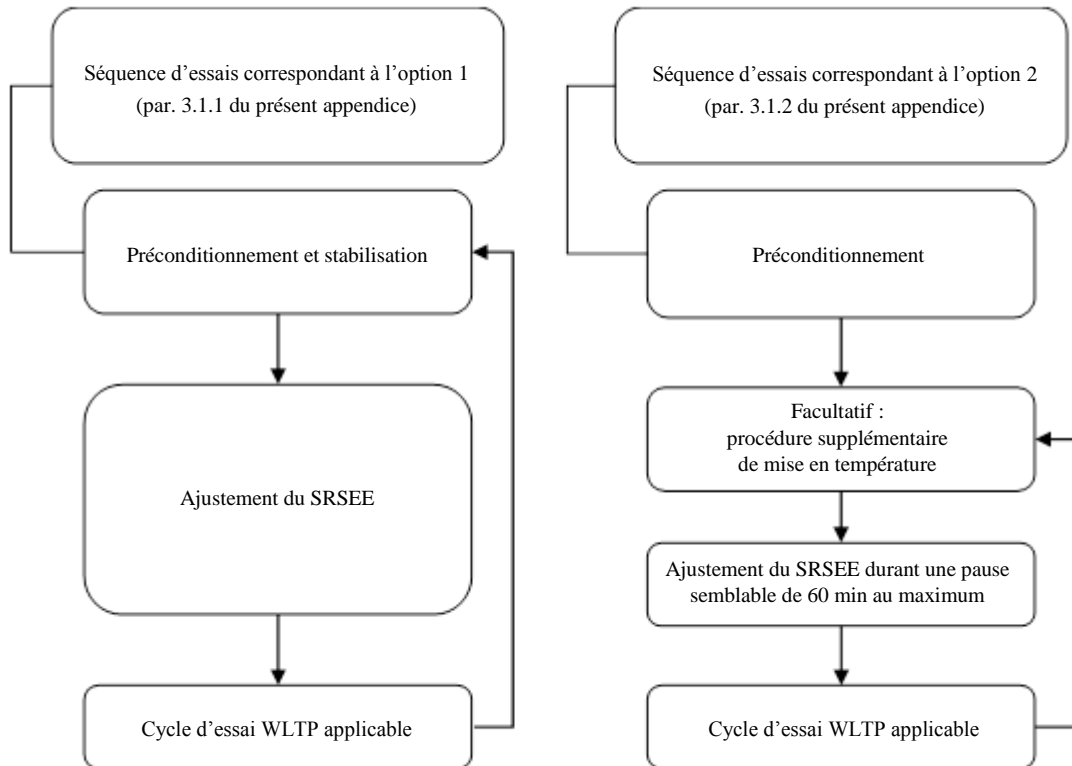 Séquence d'essais correspondant à l'option 1
(par. 3.1.1 du présent appendice)
Préconditionnement et stabilisation
Ajustement du SRSEE
Cycle d'essai WLTP applicable
Séquence d'essais correspondant à l'option 2
(par. 3.1.2 du présent appendice)
Préconditionnement
Facultatif :
procédure supplémentaire
de mise en température
Ajustement du SRSEE durant une pause
semblable de 60 min au maximum
Cycle d'essai WLTP applicable